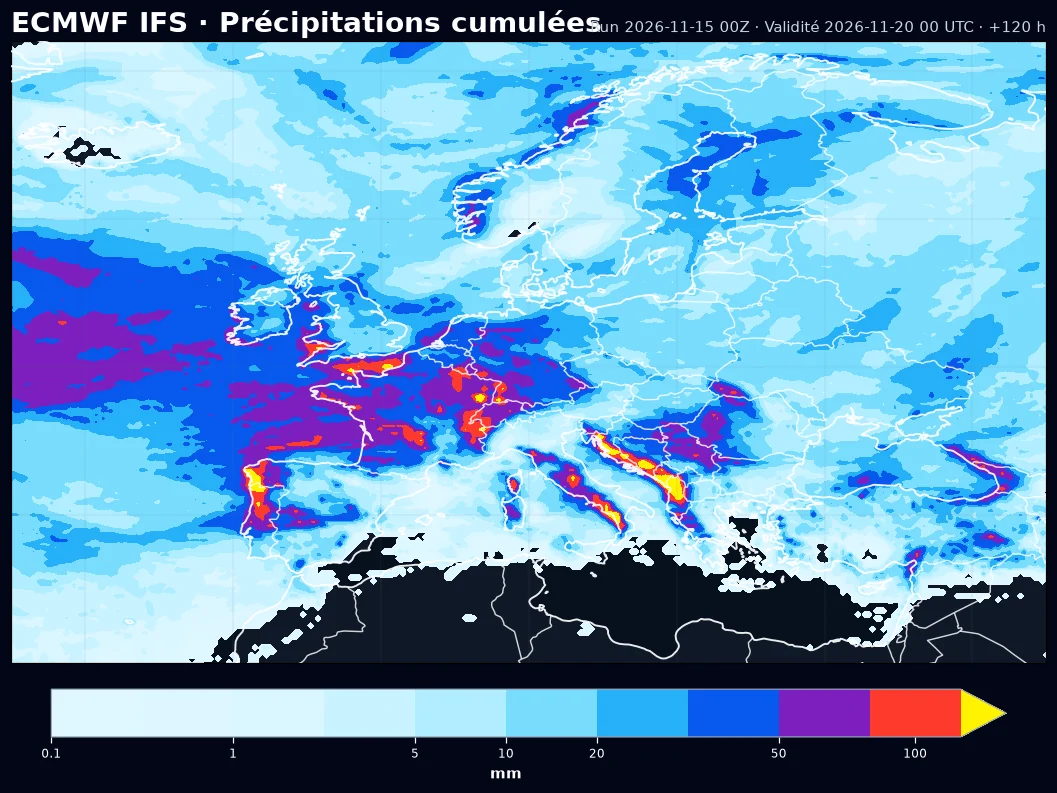 ECMWF IFS · Précipitations cumulées
Run 2026-11-15 00Z · Validité 2026-11-20 00 UTC · +120 h
0.1 1 5 10 20 50 100
mm